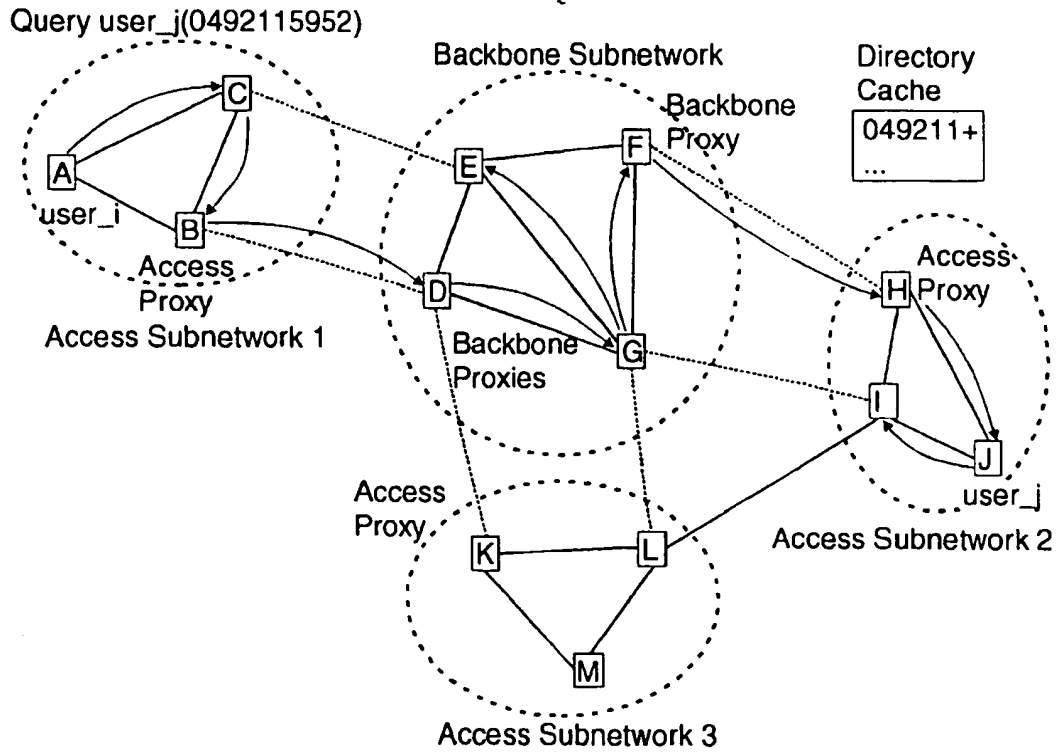 Query user_j(0492115952)
Backbone Subnetwork
Directory
Cache
049211+
...
Backbone
Proxy
C
F
E
A
user_i
B
Access
Proxy
Access Subnetwork 1
D
Backbone
Proxies
G
H
Access
Proxy
I
J
user_j
Access Subnetwork 2
Access
Proxy
K
L
M
Access Subnetwork 3